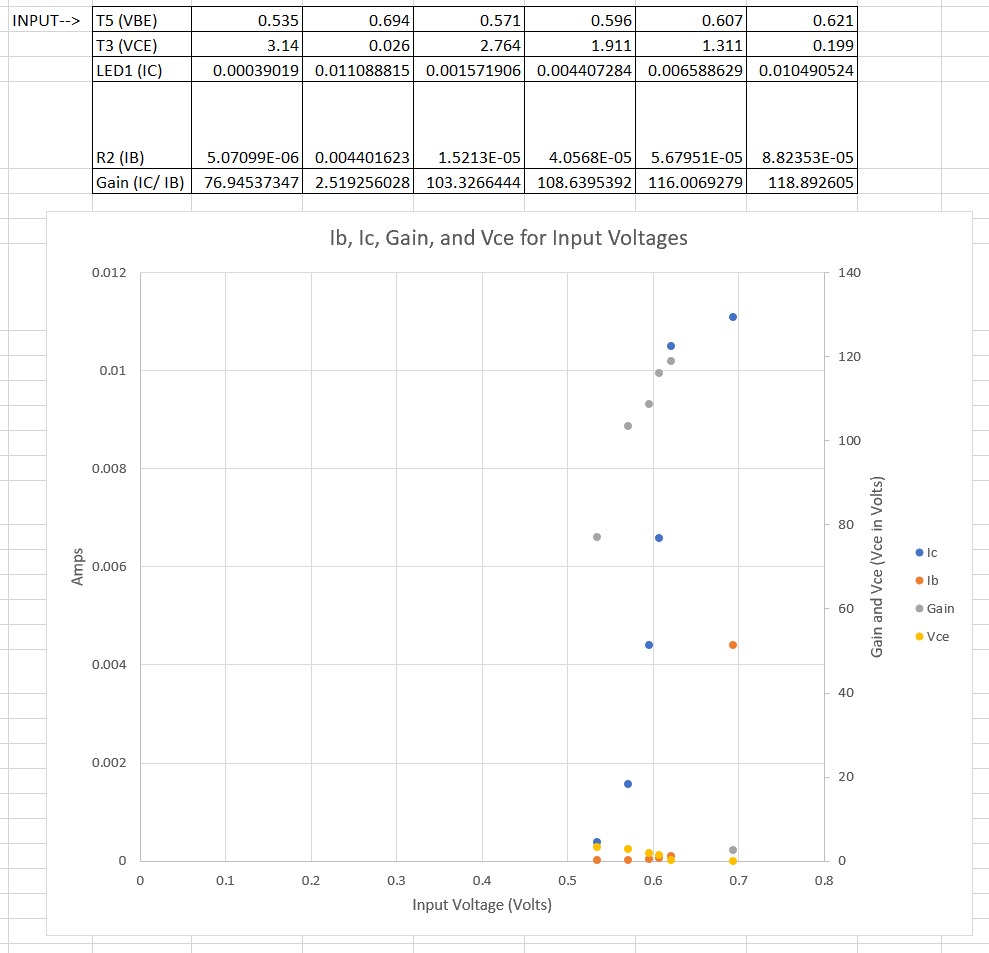 INPUT--> T5 (VBE) 0.535 0.694 0.571 0.596 0.607 0.621
T3 (VCE) 3.14 0.026 2.764 1.911 1.311 0.199
LED1 (IC) 0.00039019 0.011088815 0.001571906 0.004407284 0.006588629 0.010490524
R2 (IB) 5.07099E-06 0.004401623 1.5213E-05 4.0568E-05 5.67951E-05 8.82353E-05
Gain (IC/ IB) 76.94537347 2.519256028 103.3266444 108.6395392 116.0069279 118.892605
Ib, Ic, Gain, and Vce for Input Voltages
0.012 140
0.01 120
0.008 100
0.006 80
0.004 60
0.002 40
0 20
0
Amps
Gain and Vce (Vce in Volts)
Ic
Ib
Gain
Vce
0 0.1 0.2 0.3 0.4 0.5 0.6 0.7 0.8
Input Voltage (Volts)